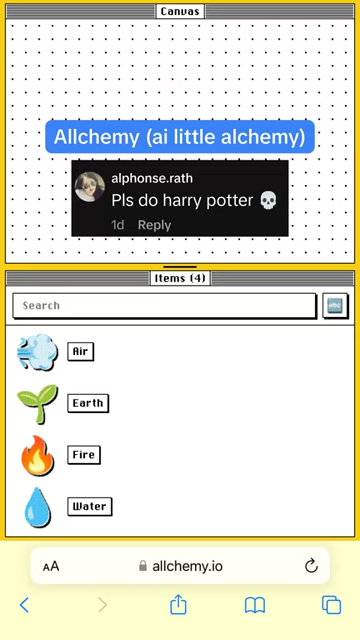 Canvas
Allchemy (ai little alchemy)
alphonse.rath
Pls do harry potter 💀
1d Reply
Items (4)
Search
Air
Earth
Fire
Water
AA
allchemy.io